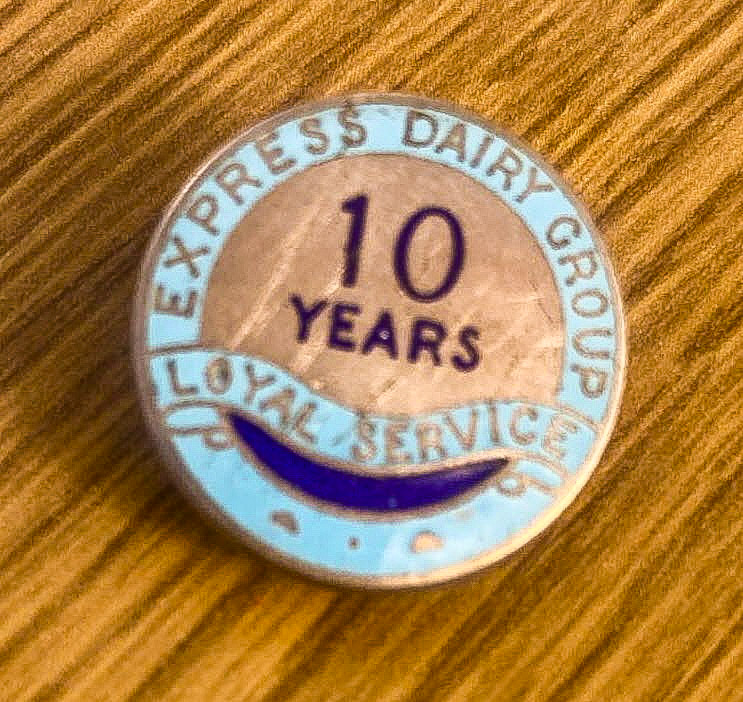 EXPRESS DAIRY GROUP
10
YEARS
LOYAL SERVICE